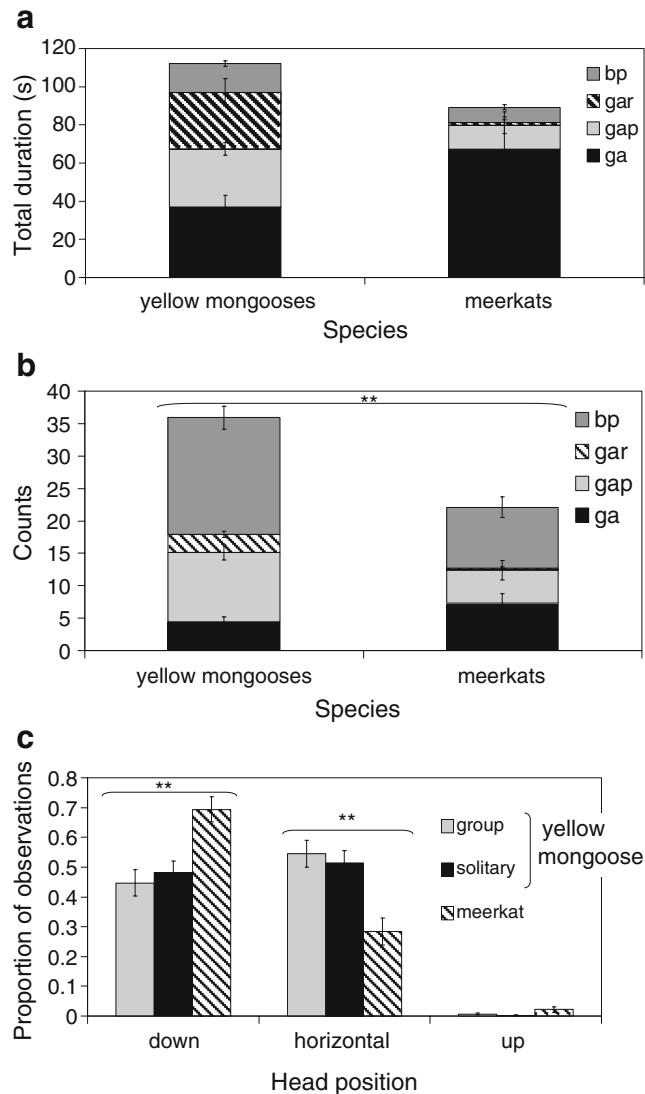 a
120
100
80
60
40
20
0
Total duration (s)
bp
gar
gap
ga
yellow mongooses meerkats
Species
b
**
40
35
30
25
20
15
10
5
0
Counts
bp
gar
gap
ga
yellow mongooses meerkats
Species
c
0.8
0.7
0.6
0.5
0.4
0.3
0.2
0.1
0
Proportion of observations
** **
group
solitary
yellow
mongoose
meerkat
down horizontal up
Head position